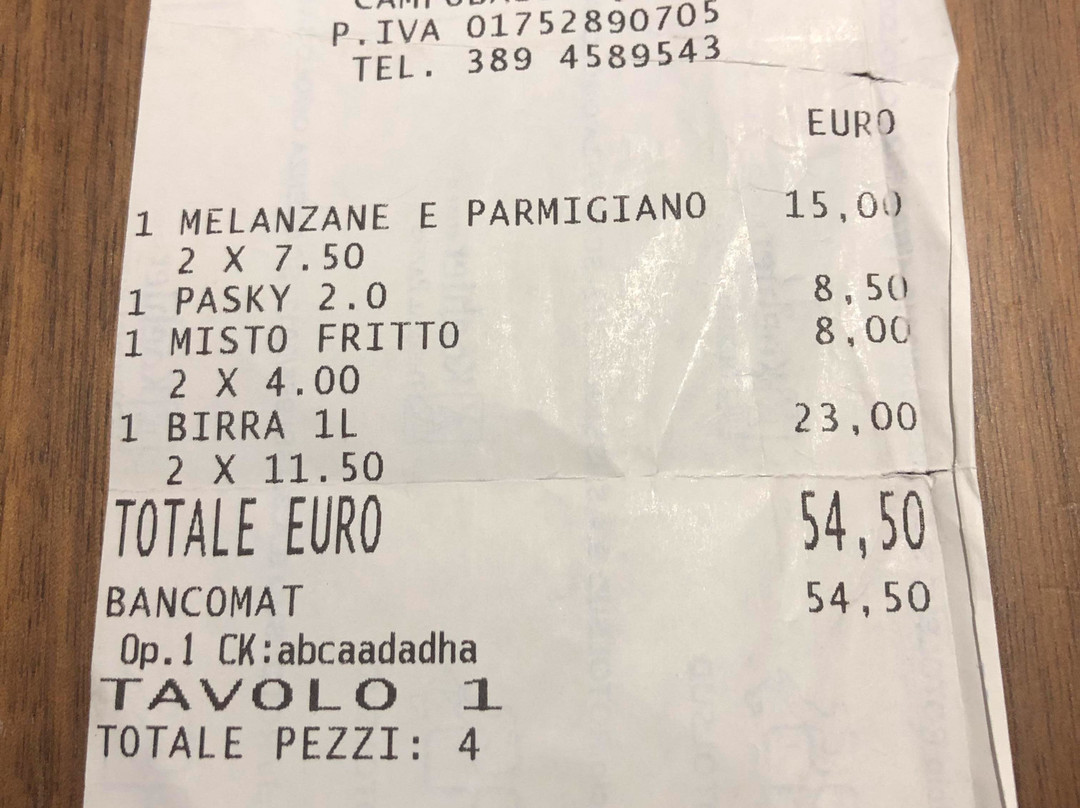 P.IVA 01752890705
TEL. 389 4589543
EURO
1 MELANZANE E PARMIGIANO 15,00
2 X 7.50
1 PASKY 2.0 8,50
1 MISTO FRITTO 8,00
2 X 4.00
1 BIRRA 1L 23,00
2 X 11.50
TOTALE EURO 54,50
BANCOMAT 54,50
Op.1 CK:abcaadadha
TAVOLO 1
TOTALE PEZZI: 4